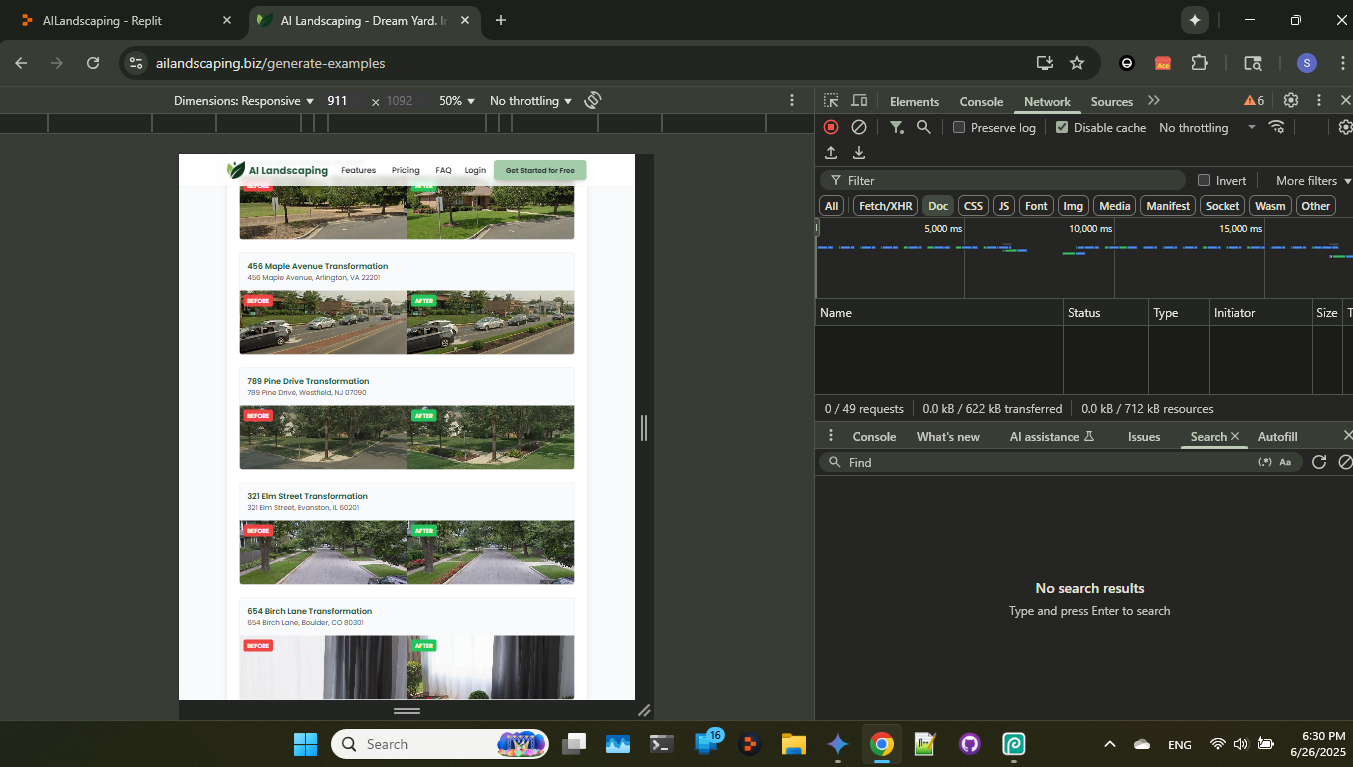 AILandscaping - Replit
AI Landscaping - Dream Yard. In
ailandscaping.biz/generate-examples
Ace
S
Dimensions: Responsive 911 × 1092 50% No throttling
Elements Console Network Sources 6
Preserve log Disable cache No throttling
Filter Invert More filters
All Fetch/XHR Doc CSS JS Font Img Media Manifest Socket Wasm Other
5,000 ms 10,000 ms 15,000 ms
Name Status Type Initiator Size T
0 / 49 requests 0.0 kB / 622 kB transferred 0.0 kB / 712 kB resources
Console What's new AI assistance Issues Search Autofill
Find (.*) Aa
No search results
Type and press Enter to search
AI Landscaping Features Pricing FAQ Login Get Started for Free
BEFORE AFTER
456 Maple Avenue Transformation
456 Maple Avenue, Arlington, VA 22201
BEFORE AFTER
789 Pine Drive Transformation
789 Pine Drive, Westfield, NJ 07090
BEFORE AFTER
321 Elm Street Transformation
321 Elm Street, Evanston, IL 60201
BEFORE AFTER
654 Birch Lane Transformation
654 Birch Lane, Boulder, CO 80301
BEFORE AFTER
Search 16 ENG
6:30 PM
6/26/2025